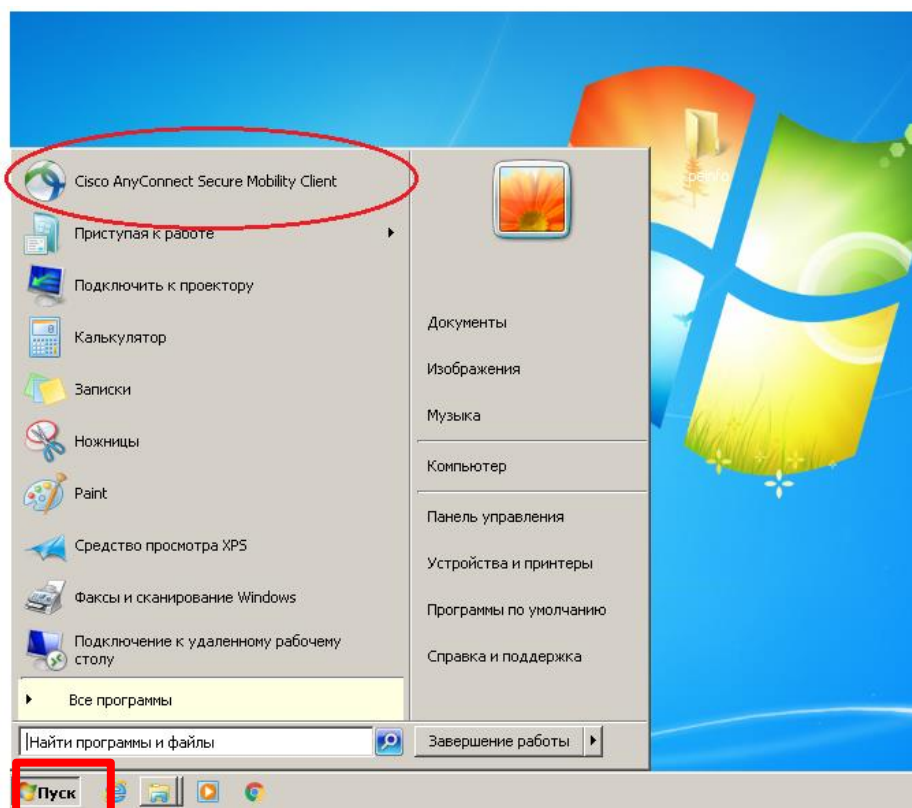 Cisco AnyConnect Secure Mobility Client
Приступая к работе
Подключить к проектору
Калькулятор
Записки
Ножницы
Paint
Средство просмотра XPS
Факсы и сканирование Windows
Подключение к удаленному рабочему
столу
Все программы
Найти программы и файлы
Документы
Изображения
Музыка
Компьютер
Панель управления
Устройства и принтеры
Программы по умолчанию
Справка и поддержка
Завершение работы
Пуск